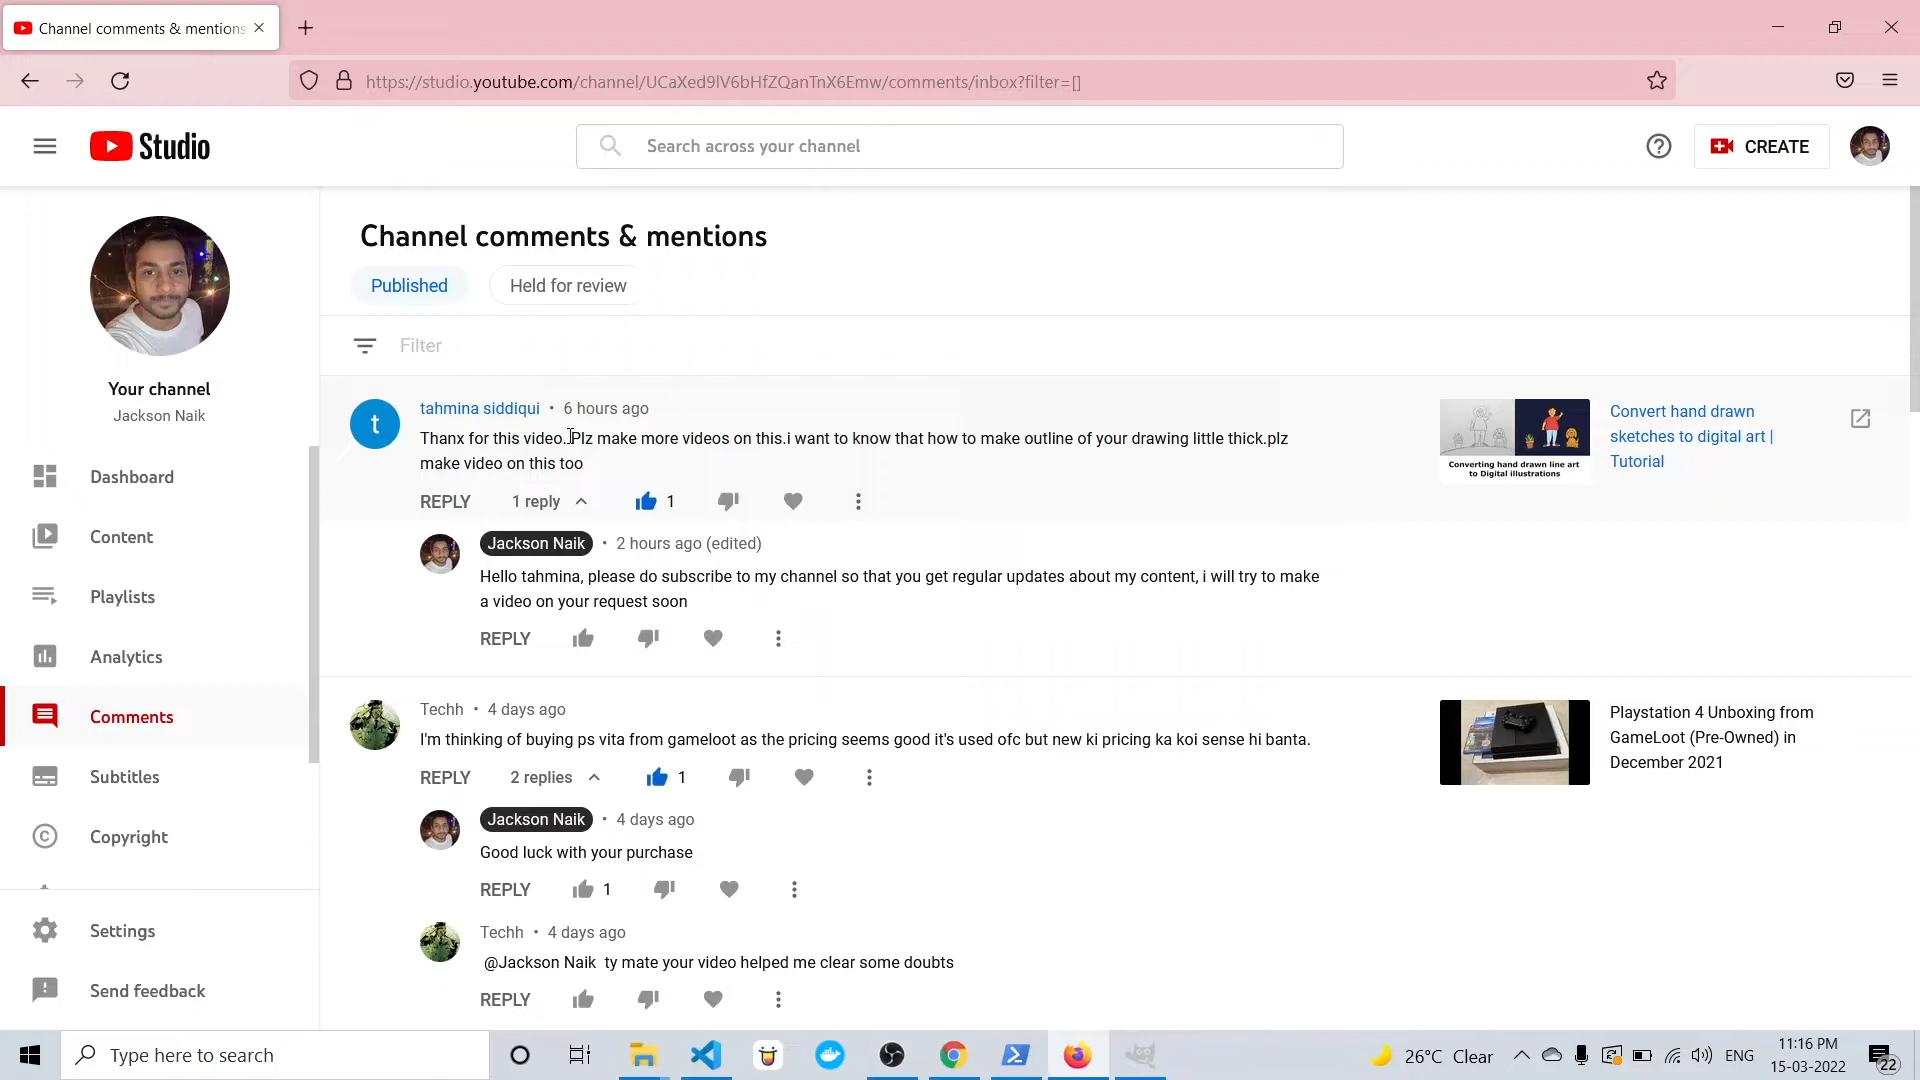 Channel comments & mentions
https://studio.youtube.com/channel/UCaXed9lV6bHfZQanTnX6Emw/comments/inbox?filter=[]
Studio
Search across your channel
CREATE
Your channel
Jackson Naik
Dashboard
Content
Playlists
Analytics
Comments
Subtitles
Copyright
Settings
Send feedback
Channel comments & mentions
Published
Held for review
Filter
tahmina siddiqui • 6 hours ago
Thanx for this video..Plz make more videos on this.i want to know that how to make outline of your drawing little thick.plz
make video on this too
REPLY 1 reply 1
Converting hand drawn line art
to Digital illustrations
Convert hand drawn
sketches to digital art |
Tutorial
Jackson Naik • 2 hours ago (edited)
Hello tahmina, please do subscribe to my channel so that you get regular updates about my content, i will try to make
a video on your request soon
REPLY
Techh • 4 days ago
I'm thinking of buying ps vita from gameloot as the pricing seems good it's used ofc but new ki pricing ka koi sense hi banta.
REPLY 2 replies 1
Playstation 4 Unboxing from
GameLoot (Pre-Owned) in
December 2021
Jackson Naik • 4 days ago
Good luck with your purchase
REPLY 1
Techh • 4 days ago
@Jackson Naik ty mate your video helped me clear some doubts
REPLY
Type here to search
26°C Clear
ENG
11:16 PM
15-03-2022
22